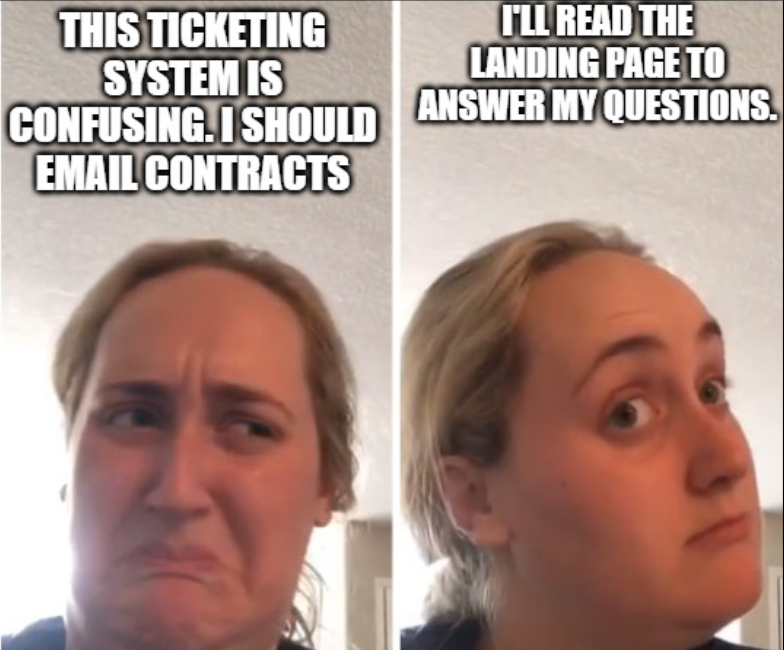 THIS TICKETING
SYSTEM IS
CONFUSING. I SHOULD
EMAIL CONTRACTS
I'LL READ THE
LANDING PAGE TO
ANSWER MY QUESTIONS.